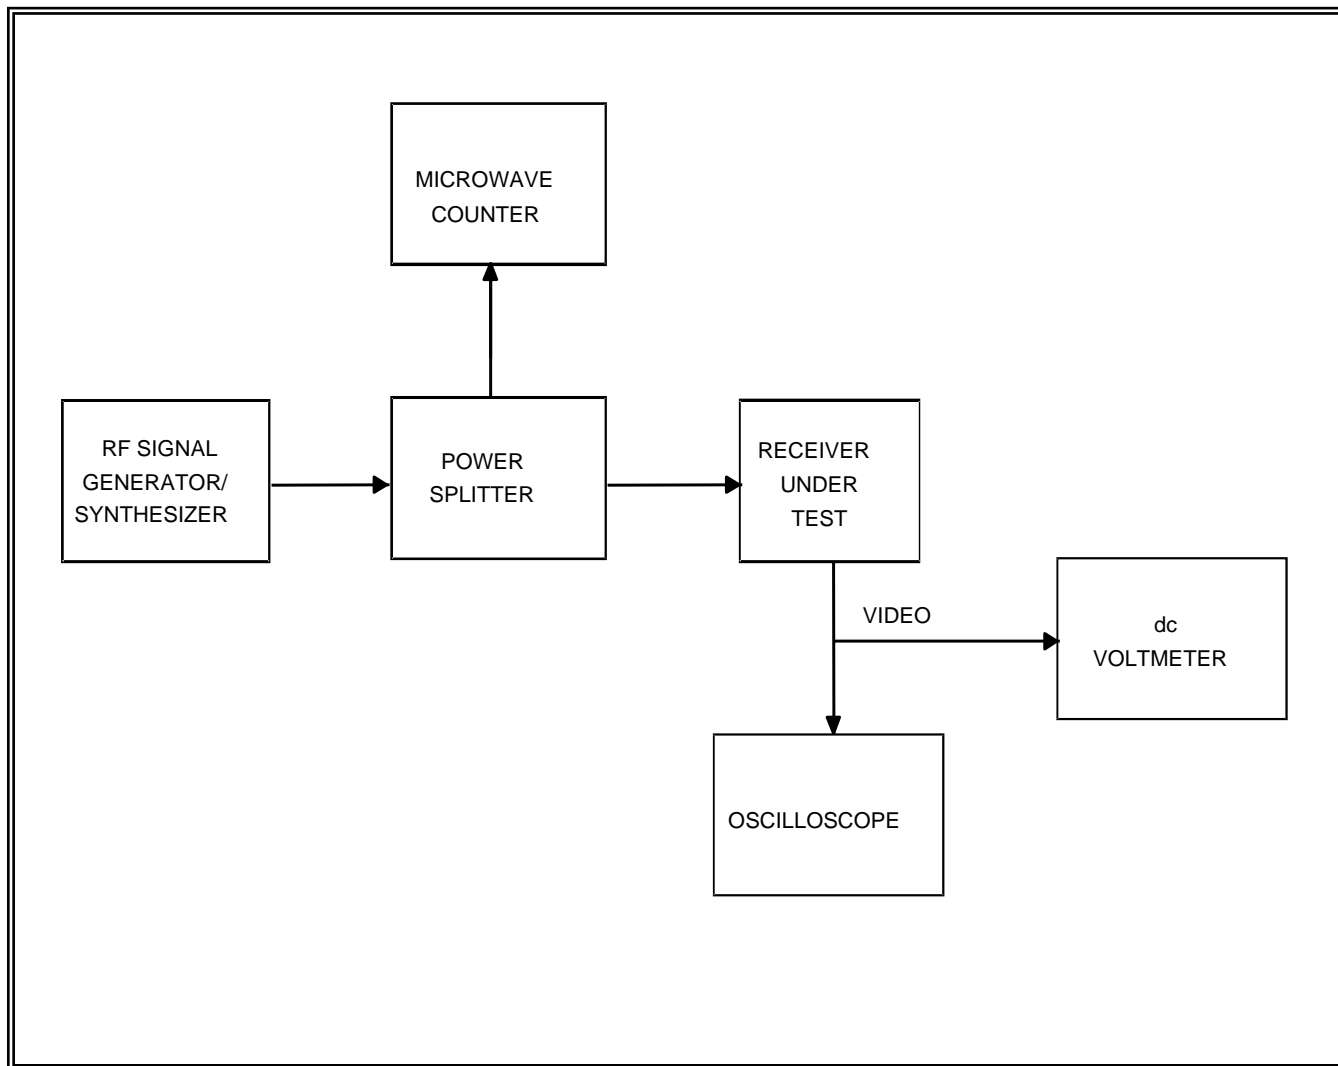 MICROWAVE
COUNTER
RF SIGNAL
GENERATOR/
SYNTHESIZER
POWER
SPLITTER
RECEIVER
UNDER
TEST
VIDEO
dc
VOLTMETER
OSCILLOSCOPE